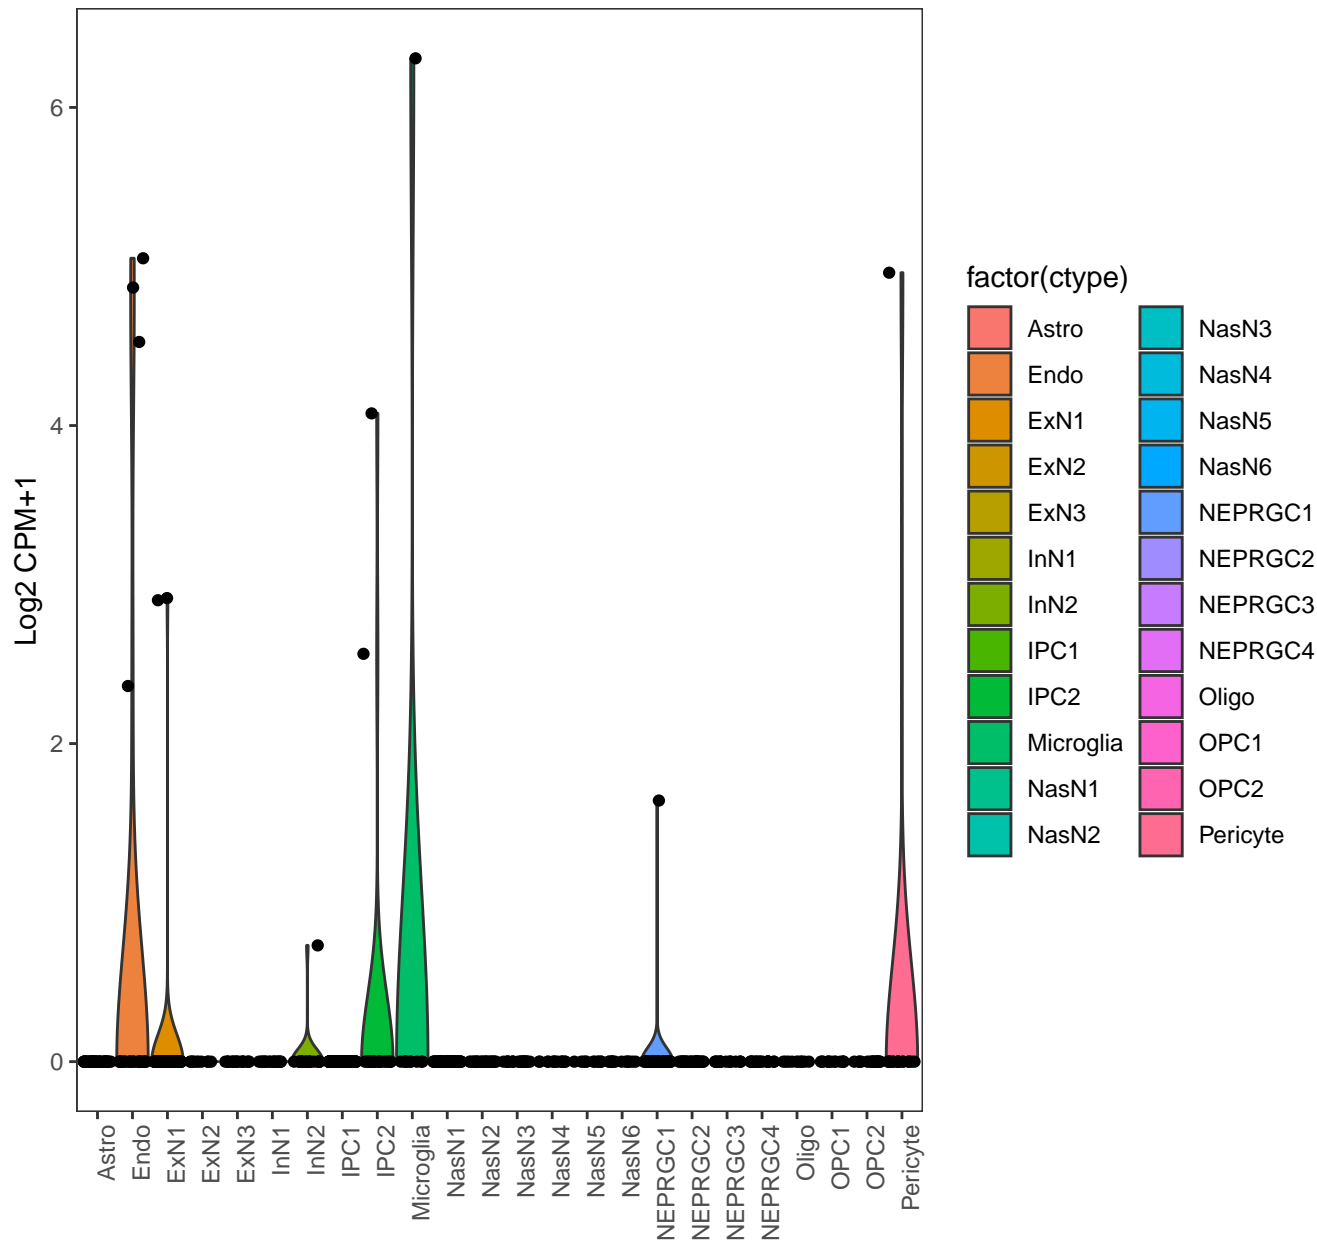 Log2 CPM+1
6
4
2
0
Astro
Endo
ExN1
ExN2
ExN3
InN1
InN2
IPC1
IPC2
Microglia
NasN1
NasN2
NasN3
NasN4
NasN5
NasN6
NEPRGC1
NEPRGC2
NEPRGC3
NEPRGC4
Oligo
OPC1
OPC2
Pericyte
factor(ctype)
Astro
Endo
ExN1
ExN2
ExN3
InN1
InN2
IPC1
IPC2
Microglia
NasN1
NasN2
NasN3
NasN4
NasN5
NasN6
NEPRGC1
NEPRGC2
NEPRGC3
NEPRGC4
Oligo
OPC1
OPC2
Pericyte